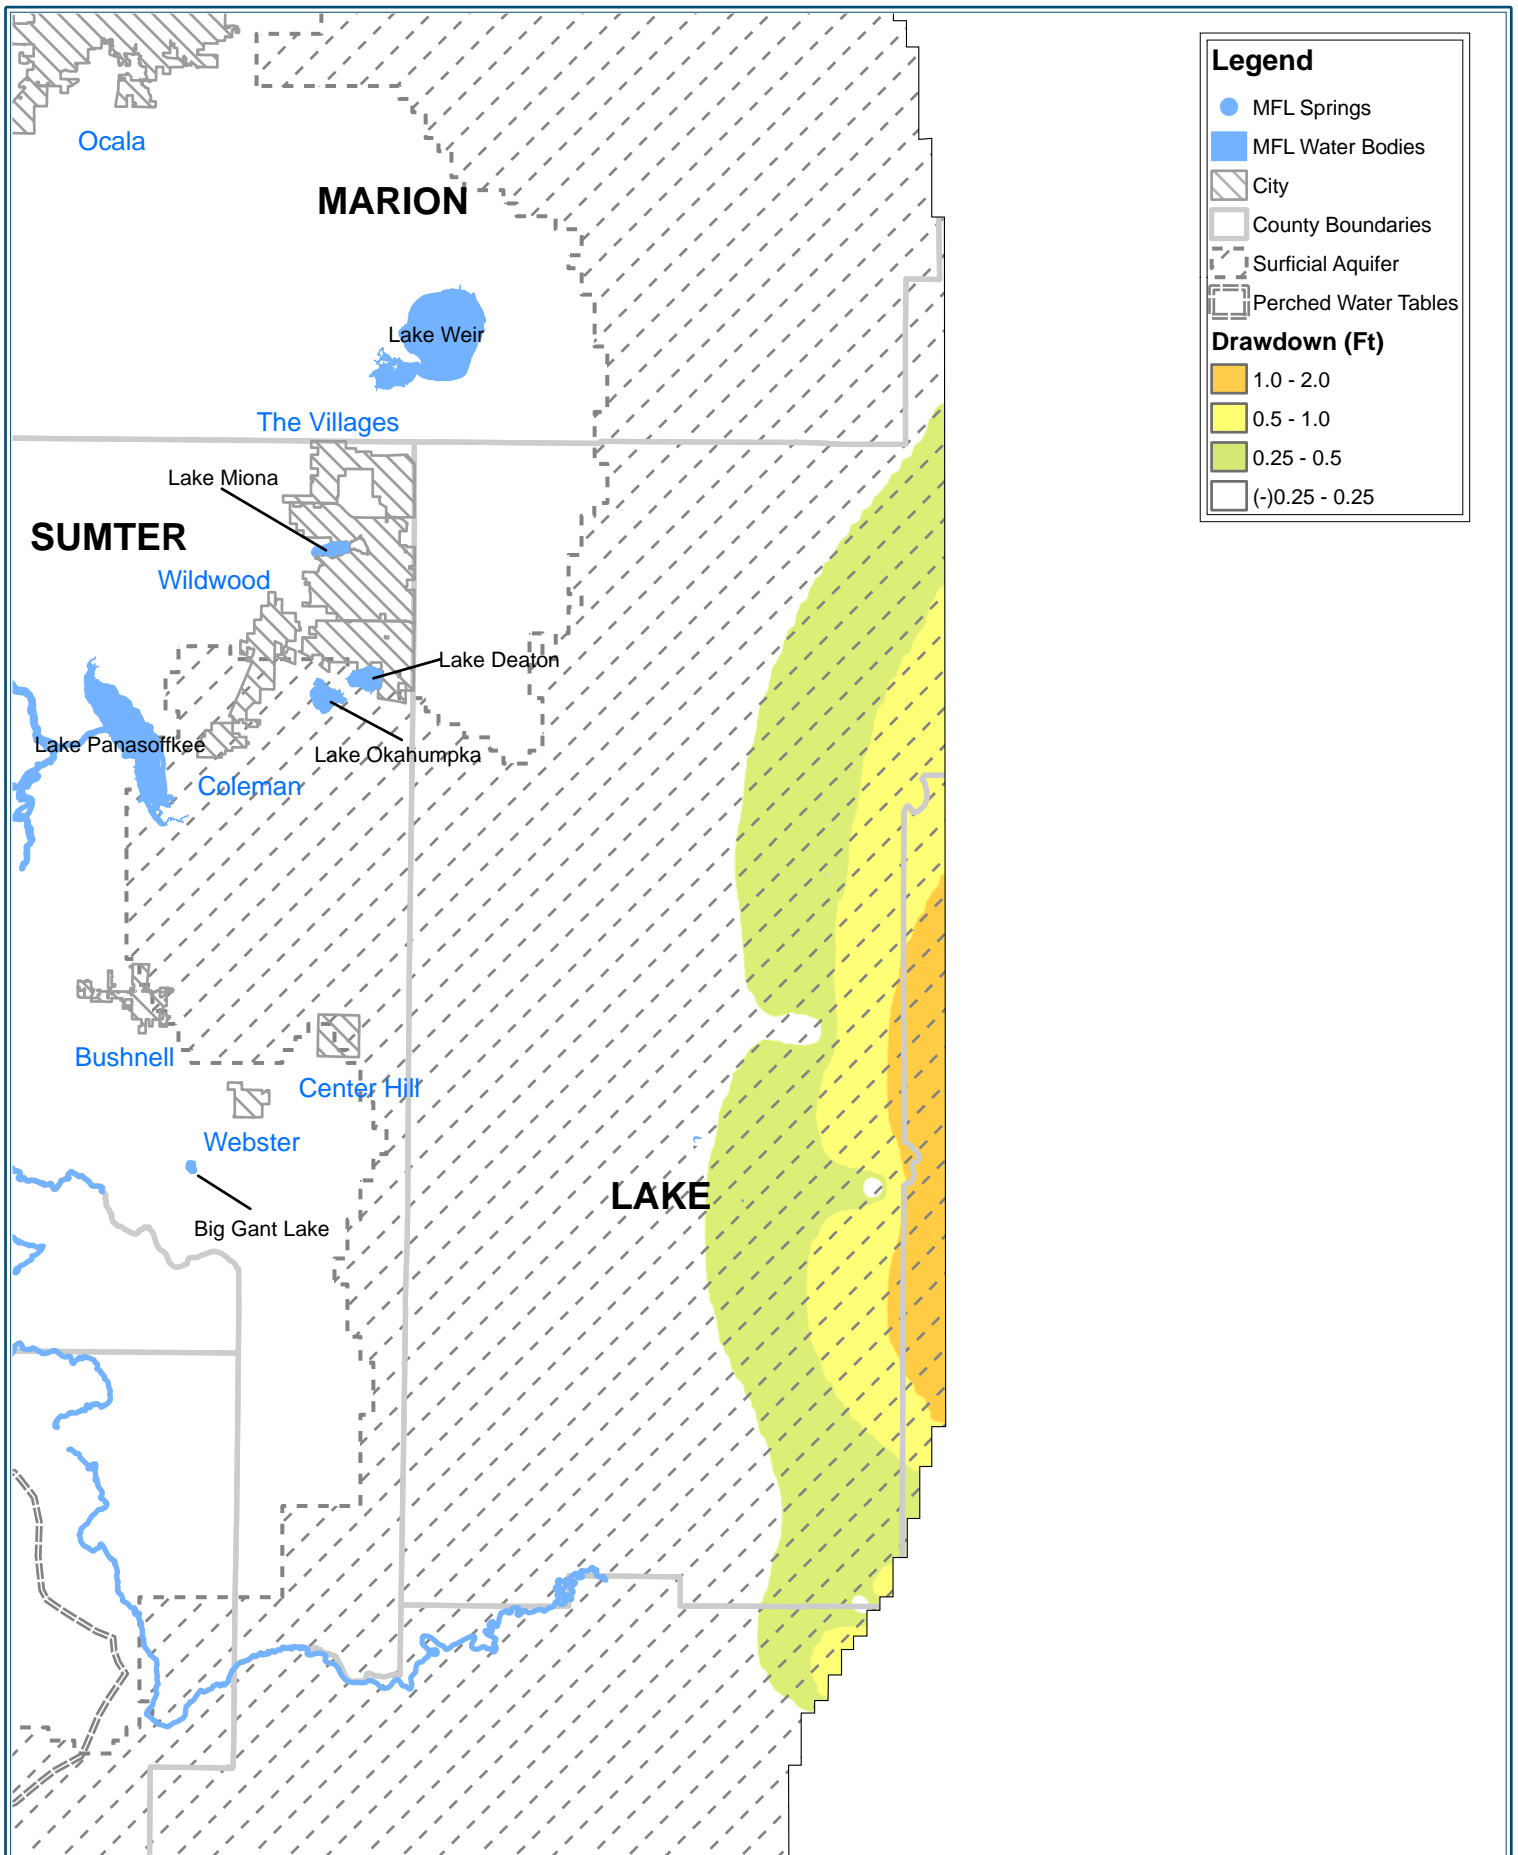 Legend
MFL Springs
MFL Water Bodies
City
County Boundaries
Surficial Aquifer
Perched Water Tables
Drawdown (Ft)
1.0 - 2.0
0.5 - 1.0
0.25 - 0.5
(-)0.25 - 0.25
Ocala
MARION
Lake Weir
The Villages
Lake Miona
SUMTER
Wildwood
Lake Deaton
Lake Panasoffkee
Lake Okahumpka
Coleman
Bushnell
Center Hill
Webster
LAKE
Big Gant Lake